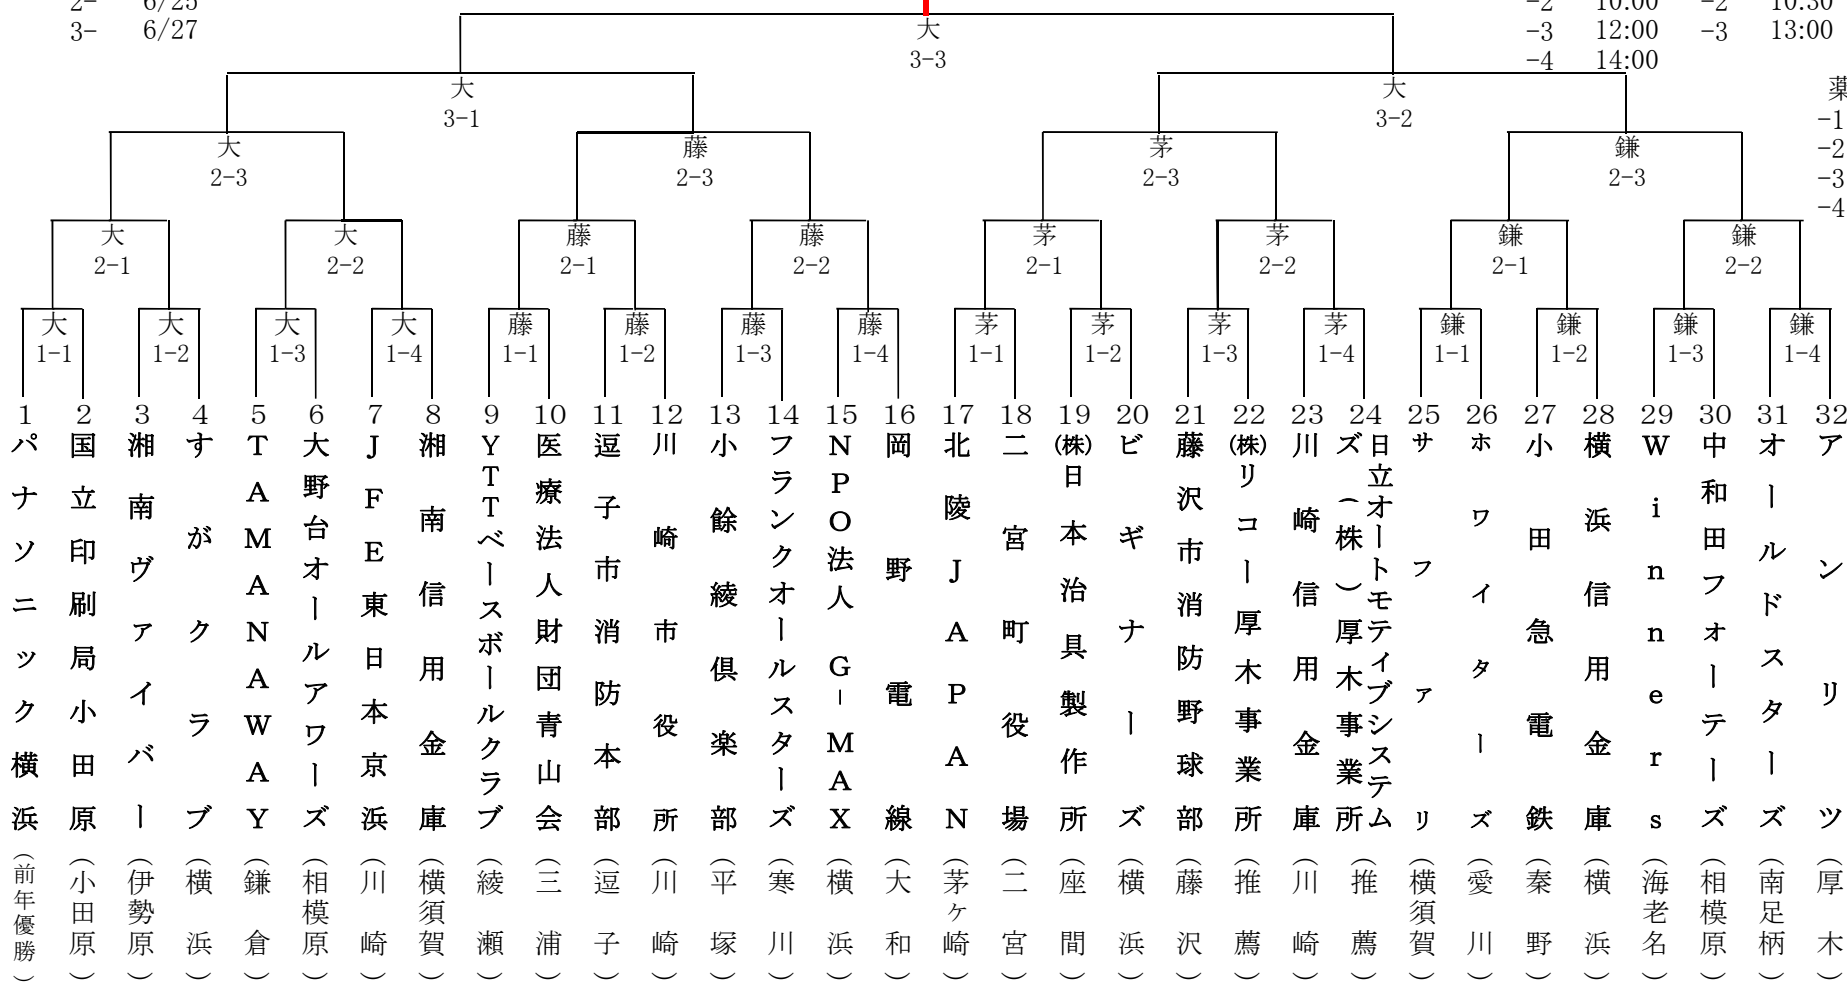 2- 6/25
3- 6/27
-2 10:00 -2 10:30
-3 12:00 -3 13:00
-4 14:00
大
3-3
大
3-1
大
3-2
薬
-1
-2
-3
-4
大
2-3
藤
2-3
茅
2-3
鎌
2-3
大
2-1
大
2-2
藤
2-1
藤
2-2
茅
2-1
茅
2-2
鎌
2-1
鎌
2-2
大
1-1
大
1-2
大
1-3
大
1-4
藤
1-1
藤
1-2
藤
1-3
藤
1-4
茅
1-1
茅
1-2
茅
1-3
茅
1-4
鎌
1-1
鎌
1-2
鎌
1-3
鎌
1-4
1 パナソニック横浜（前年優勝）
2 国立印刷局小田原（小田原）
3 湘南ヴァイバー（伊勢原）
4 すがクラブ（横浜）
5 TAMANAWAY（鎌倉）
6 大野台オールアワーズ（相模原）
7 JFE東日本京浜（川崎）
8 湘南信用金庫（横須賀）
9 YTTベースボールクラブ（綾瀬）
10 医療法人財団青山会（三浦）
11 逗子市消防本部（逗子）
12 川崎市役所（川崎）
13 小餘綾倶楽部（平塚）
14 フランクオールスターズ（寒川）
15 NPO法人 G-MAX（横浜）
16 岡野電線（大和）
17 北陵JAPAN（茅ヶ崎）
18 二宮町役場（二宮）
19 (株)日本治具製作所（座間）
20 ビギナーズ（横浜）
21 藤沢市消防野球部（藤沢）
22 (株)リコー厚木事業所（推薦）
23 川崎信用金庫（川崎）
24 日立オートモティブシステムズ（株）厚木事業所（推薦）
25 サファリ（横須賀）
26 ホワイターズ（愛川）
27 小田急電鉄（秦野）
28 横浜信用金庫（横浜）
29 Winners（海老名）
30 中和田フォーテーズ（相模原）
31 オールドスターズ（南足柄）
32 アンリツ（厚木）